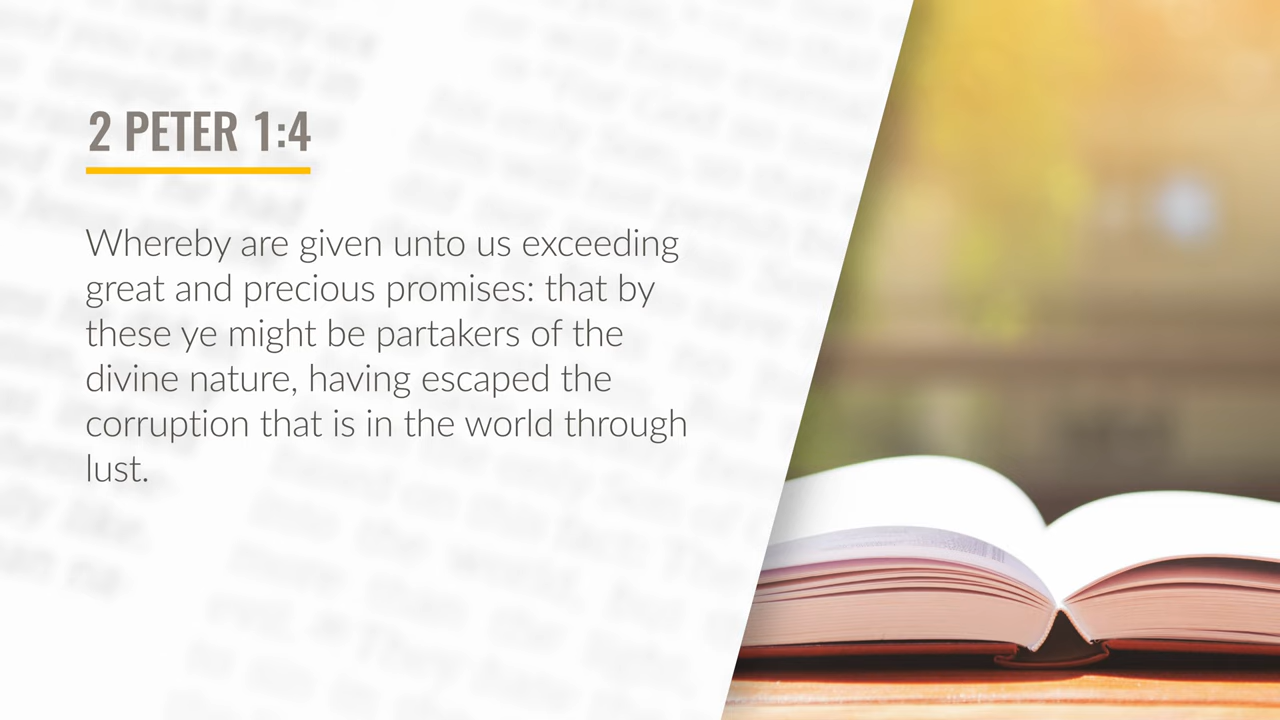 2 PETER 1:4
Whereby are given unto us exceeding
great and precious promises: that by
these ye might be partakers of the
divine nature, having escaped the
corruption that is in the world through
lust.